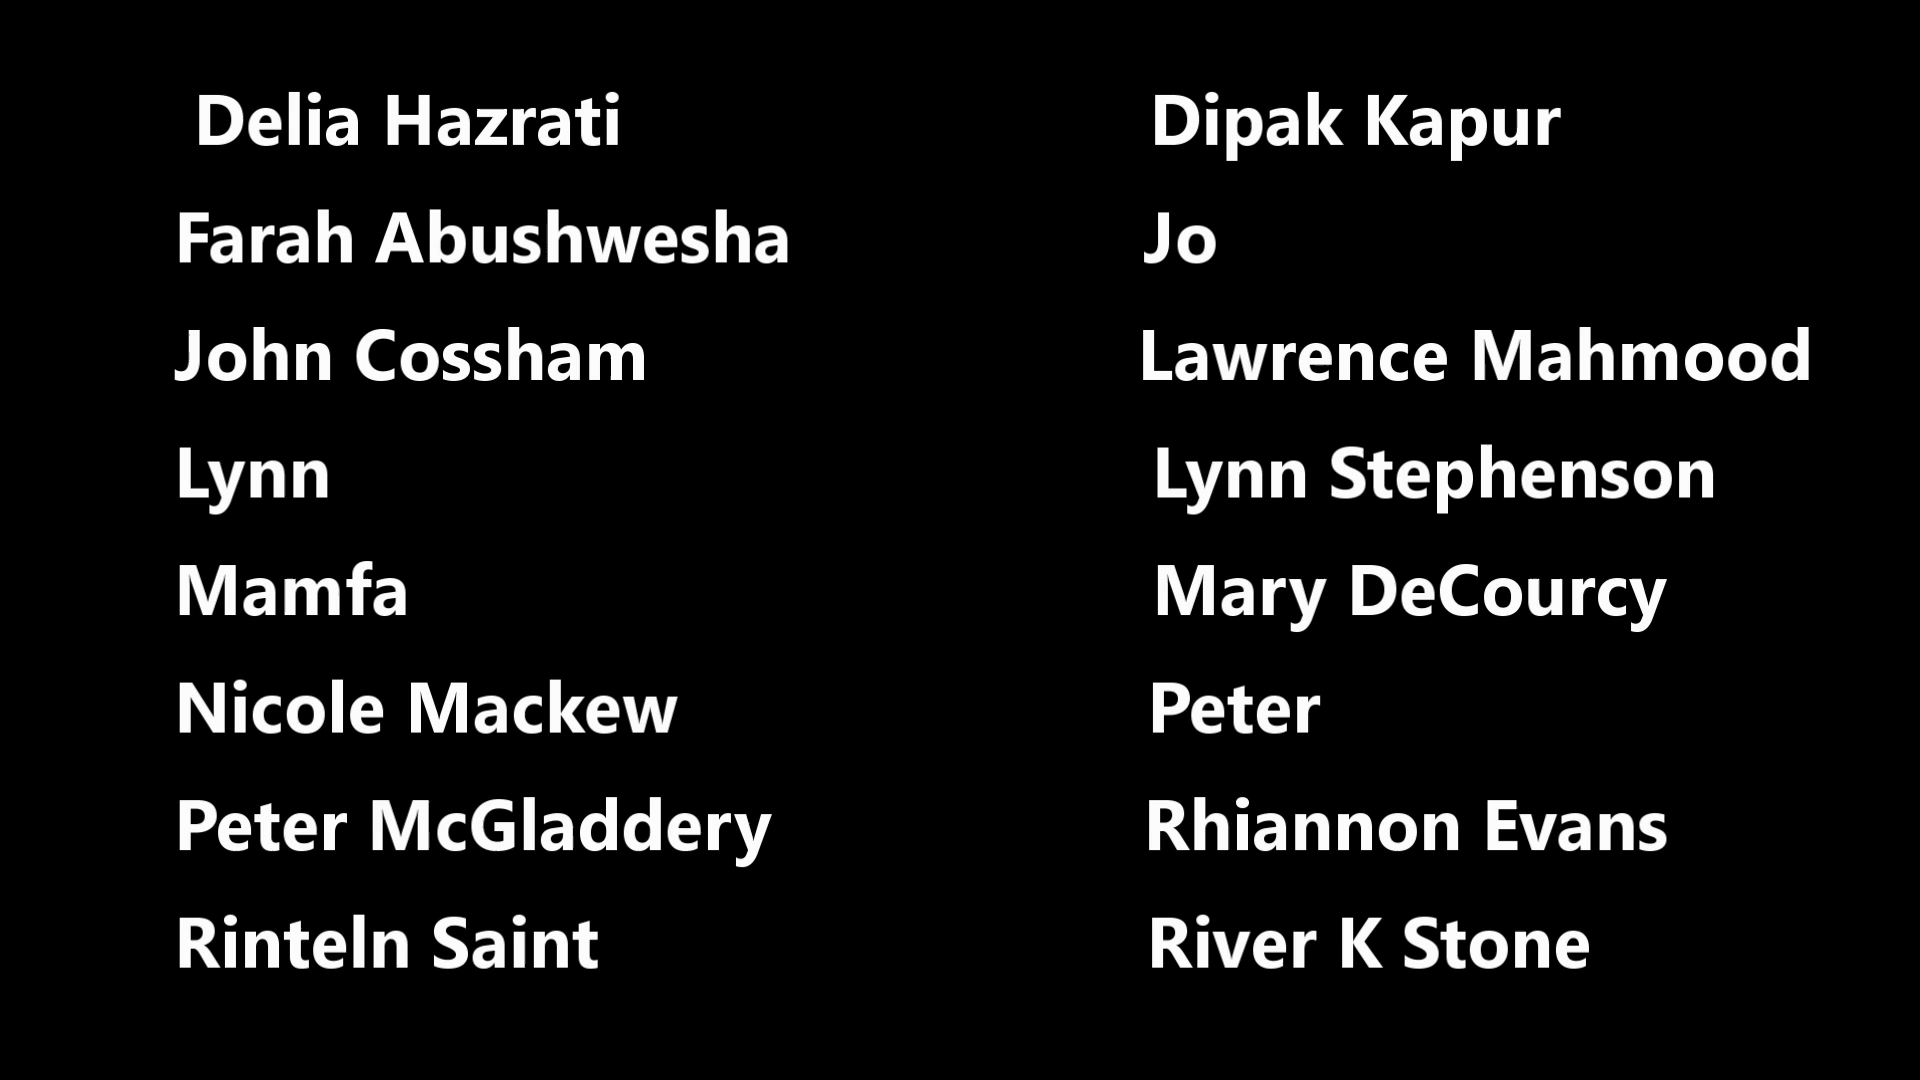 Delia Hazrati Dipak Kapur
Farah Abushwesha Jo
John Cossham Lawrence Mahmood
Lynn Lynn Stephenson
Mamfa Mary DeCourcy
Nicole Mackew Peter
Peter McGladdery Rhiannon Evans
Rinteln Saint River K Stone